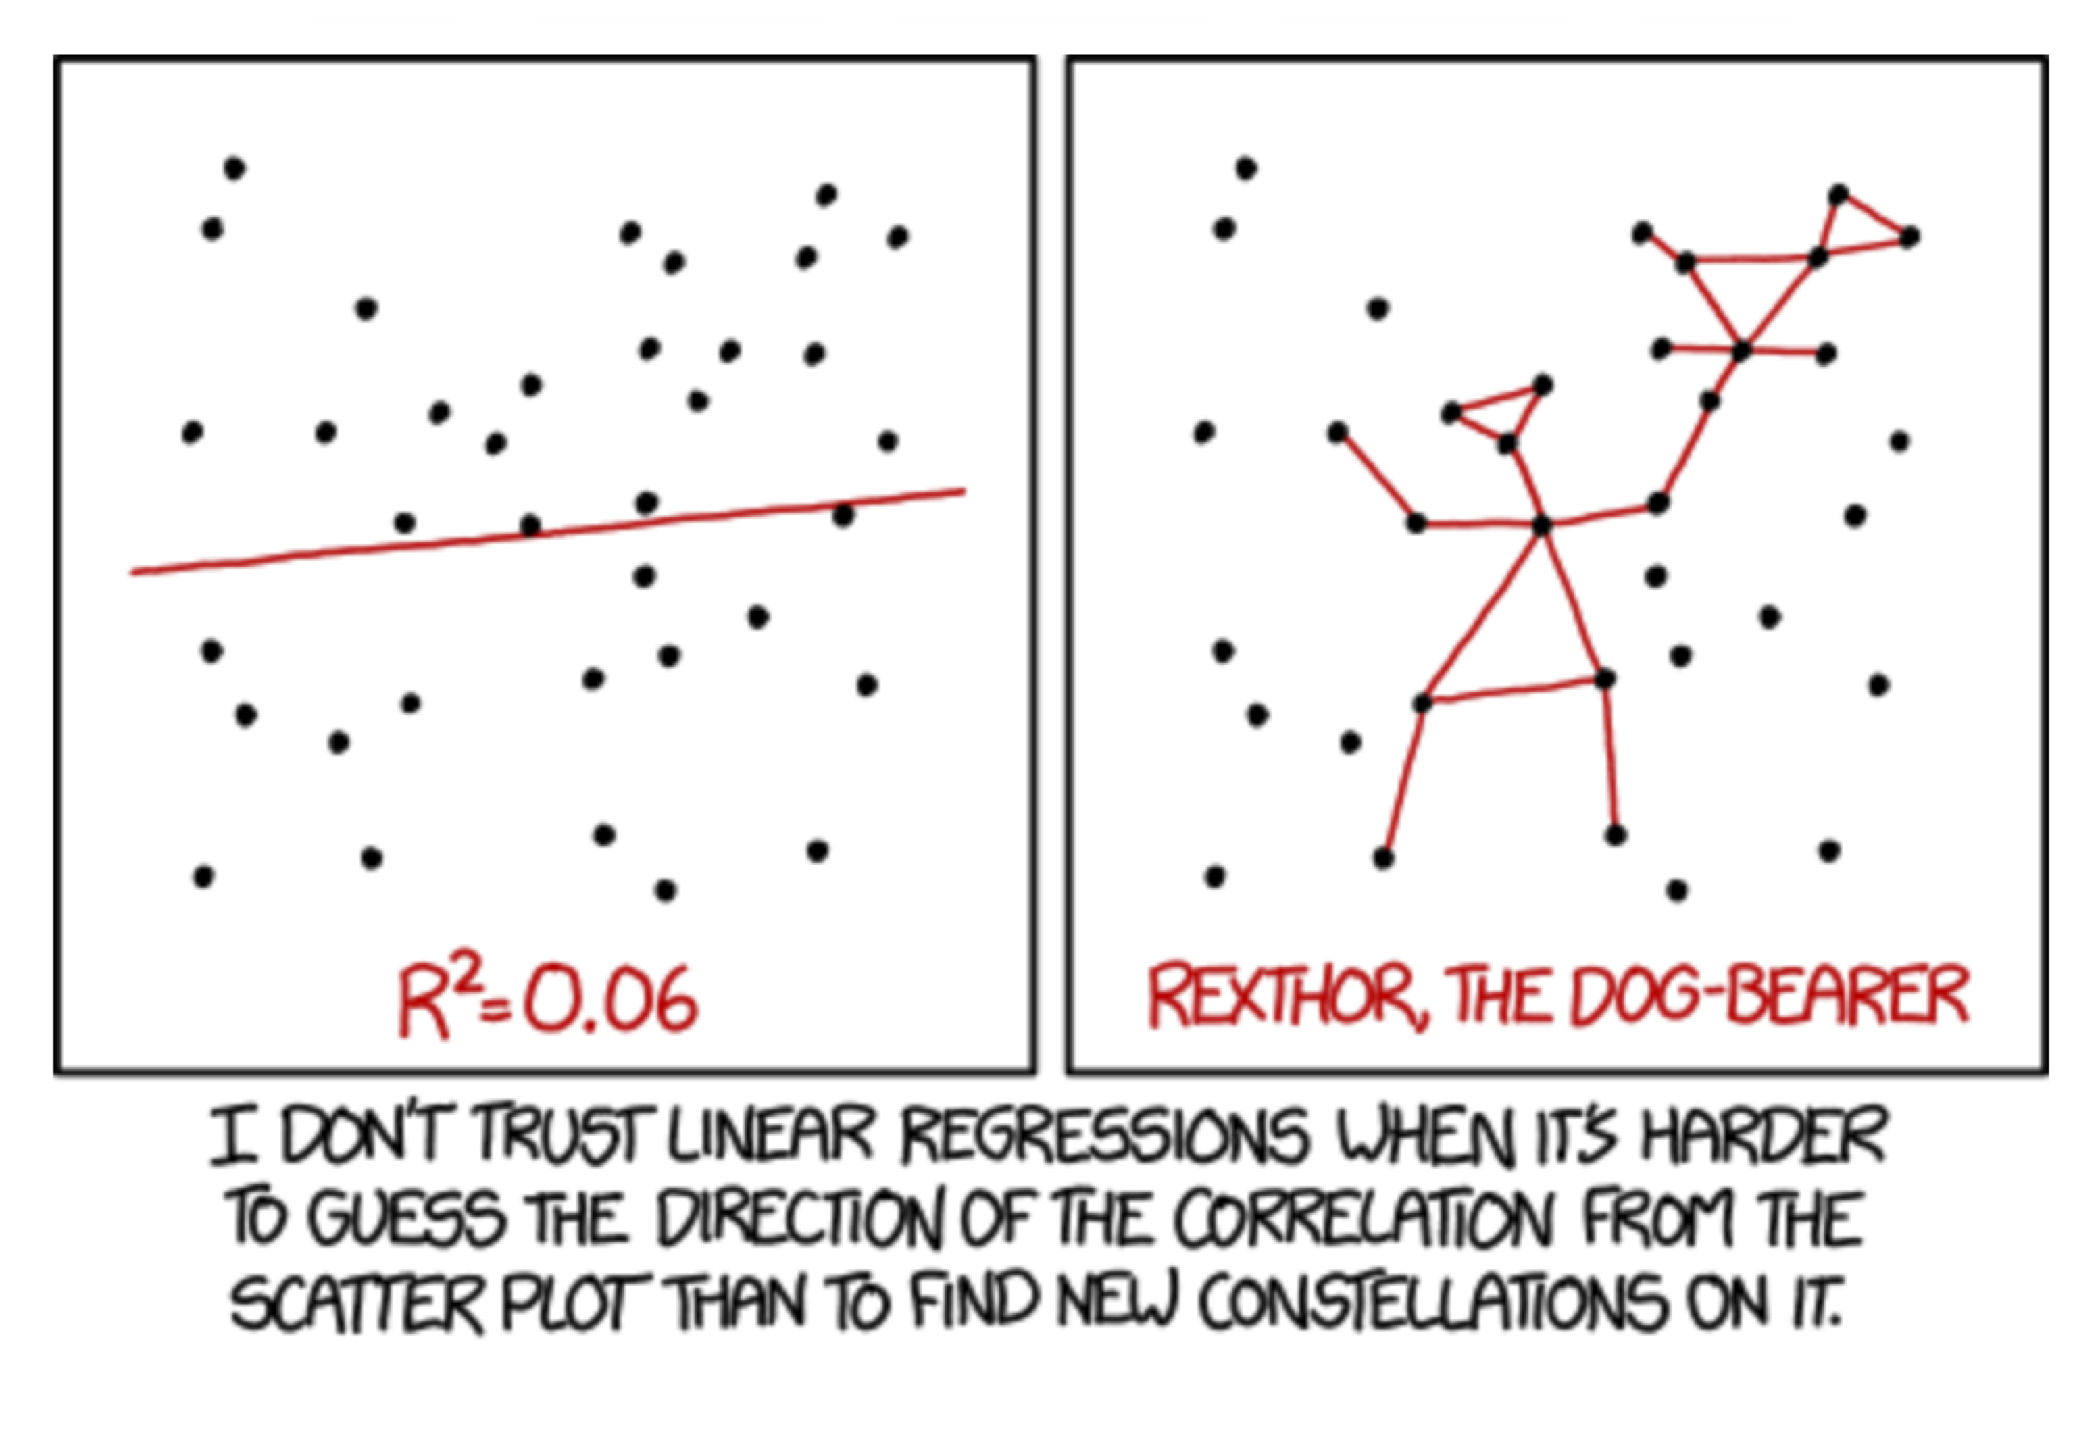 R²=0.06
REXTHOR, THE DOG-BEARER
I DON'T TRUST LINEAR REGRESSIONS WHEN IT'S HARDER
TO GUESS THE DIRECTION OF THE CORRELATION FROM THE
SCATTER PLOT THAN TO FIND NEW CONSTELLATIONS ON IT.